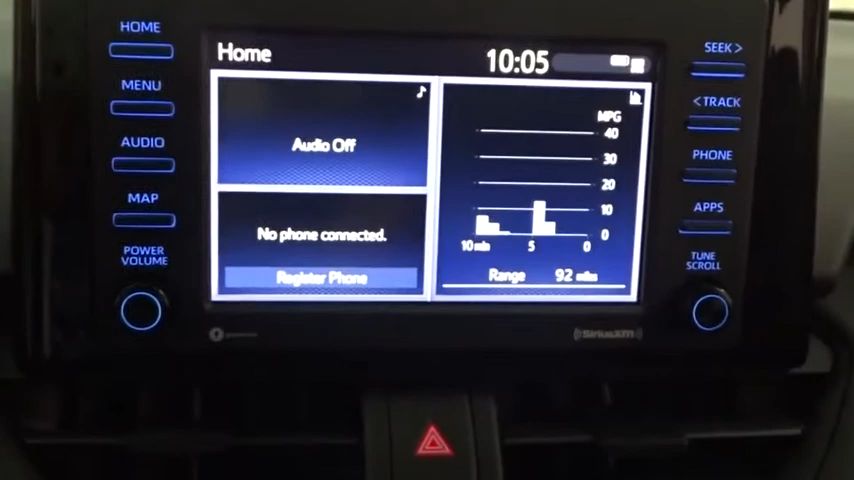 HOME
MENU
AUDIO
MAP
POWER
VOLUME
Home
10:05
Audio Off
No phone connected.
Register Phone
MPG
40
30
20
10
0
10 min 5 0
Range 92 miles
SEEK>
<TRACK
PHONE
APPS
TUNE
SCROLL
SiriusXM